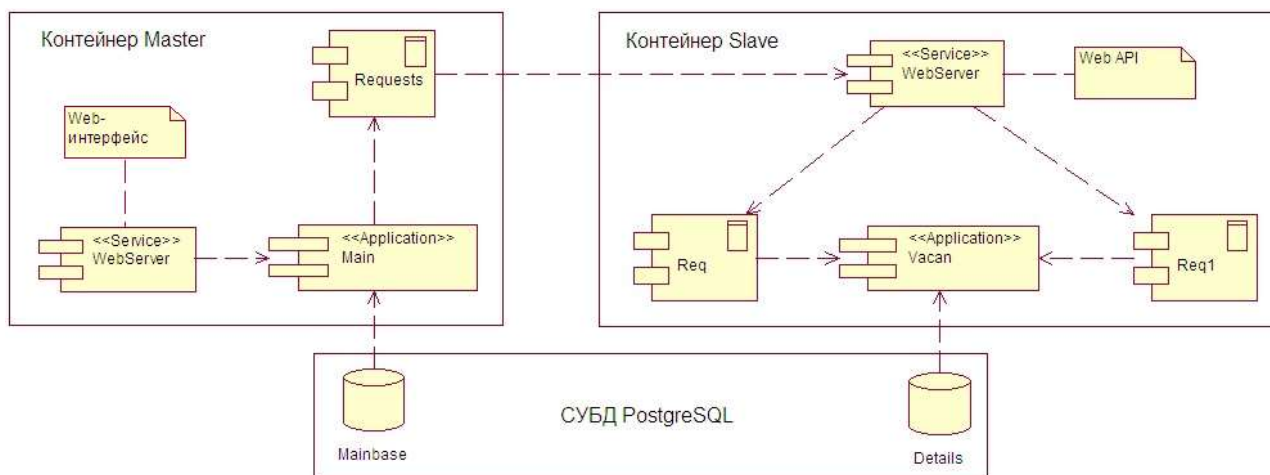 Контейнер Master
Requests
Web-
интерфейс
<<Service>>
WebServer
<<Application>>
Main
Контейнер Slave
<<Service>>
WebServer
Web API
Req
<<Application>>
Vacan
Req1
Mainbase
СУБД PostgreSQL
Details